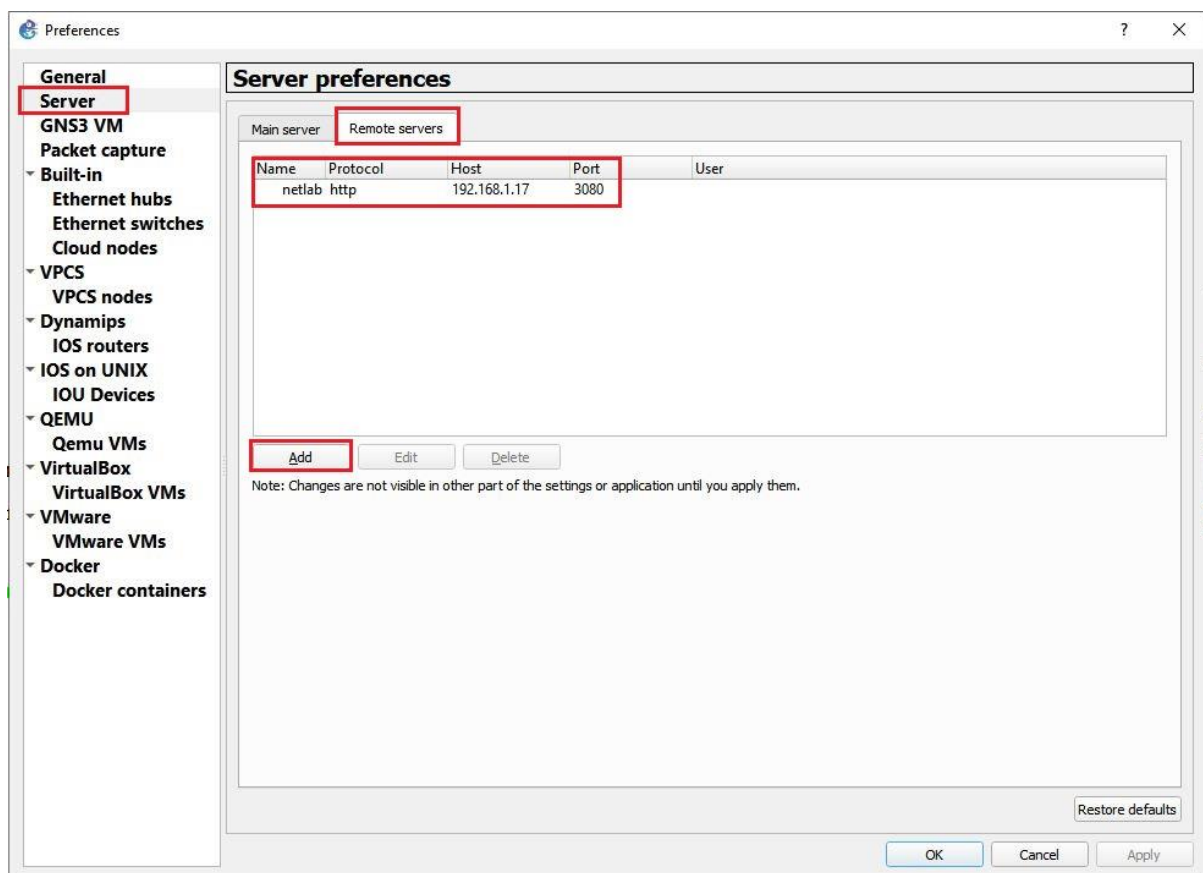 Preferences
?
General
Server
GNS3 VM
Packet capture
Built-in
Ethernet hubs
Ethernet switches
Cloud nodes
VPCS
VPCS nodes
Dynamips
IOS routers
IOS on UNIX
IOU Devices
QEMU
Qemu VMs
VirtualBox
VirtualBox VMs
VMware
VMware VMs
Docker
Docker containers
Server preferences
Main server Remote servers
Name Protocol Host Port User
netlab http 192.168.1.17 3080
Add Edit Delete
Note: Changes are not visible in other part of the settings or application until you apply them.
Restore defaults
OK Cancel Apply